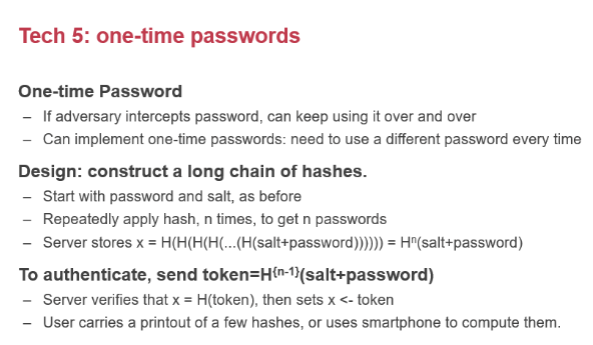 Tech 5: one-time passwords
One-time Password
– If adversary intercepts password, can keep using it over and over
– Can implement one-time passwords: need to use a different password every time
Design: construct a long chain of hashes.
– Start with password and salt, as before
– Repeatedly apply hash, n times, to get n passwords
– Server stores x = H(H(H(H(...(H(salt+password)))))) = Hⁿ(salt+password)
To authenticate, send token=H{n-1}(salt+password)
– Server verifies that x = H(token), then sets x <- token
– User carries a printout of a few hashes, or uses smartphone to compute them.